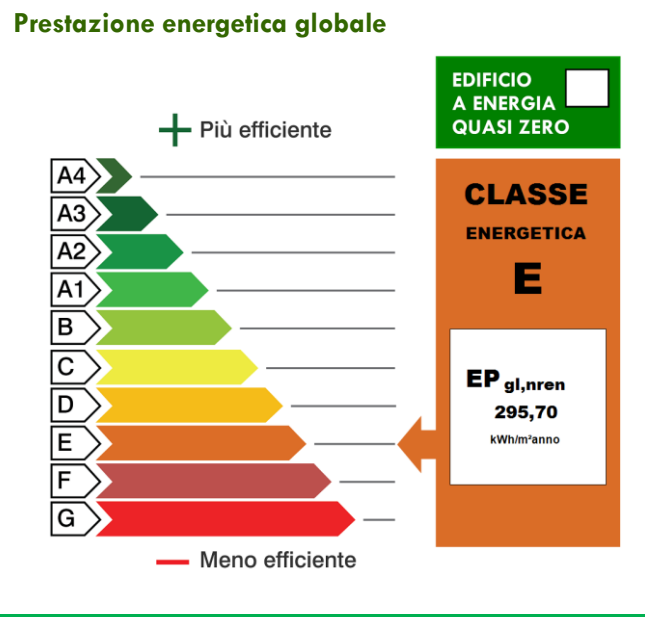 Prestazione energetica globale
EDIFICIO
A ENERGIA
QUASI ZERO
Più efficiente
A4
A3
A2
A1
B
C
D
E
F
G
Meno efficiente
CLASSE
ENERGETICA
E
EP gl,nren
295,70
kWh/m²anno